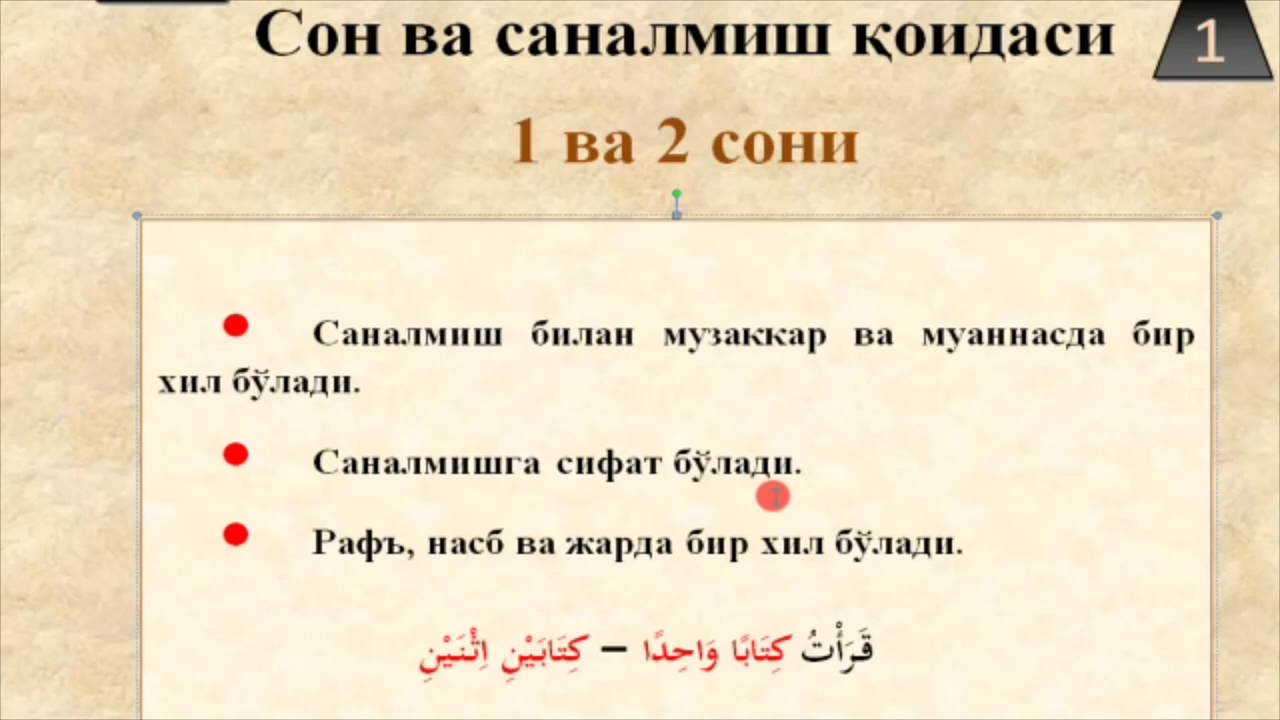 Сон ва саналмиш қоидаси
1
1 ва 2 сони
Саналмиш билан музаккар ва муаннасда бир
хил бўлади.
Саналмишга сифат бўлади.
Рафъ, насб ва жарда бир хил бўлади.
قَرَأْتُ كِتَابًا وَاحِدًا – كِتَابَيْنِ اِثْنَيْنِ